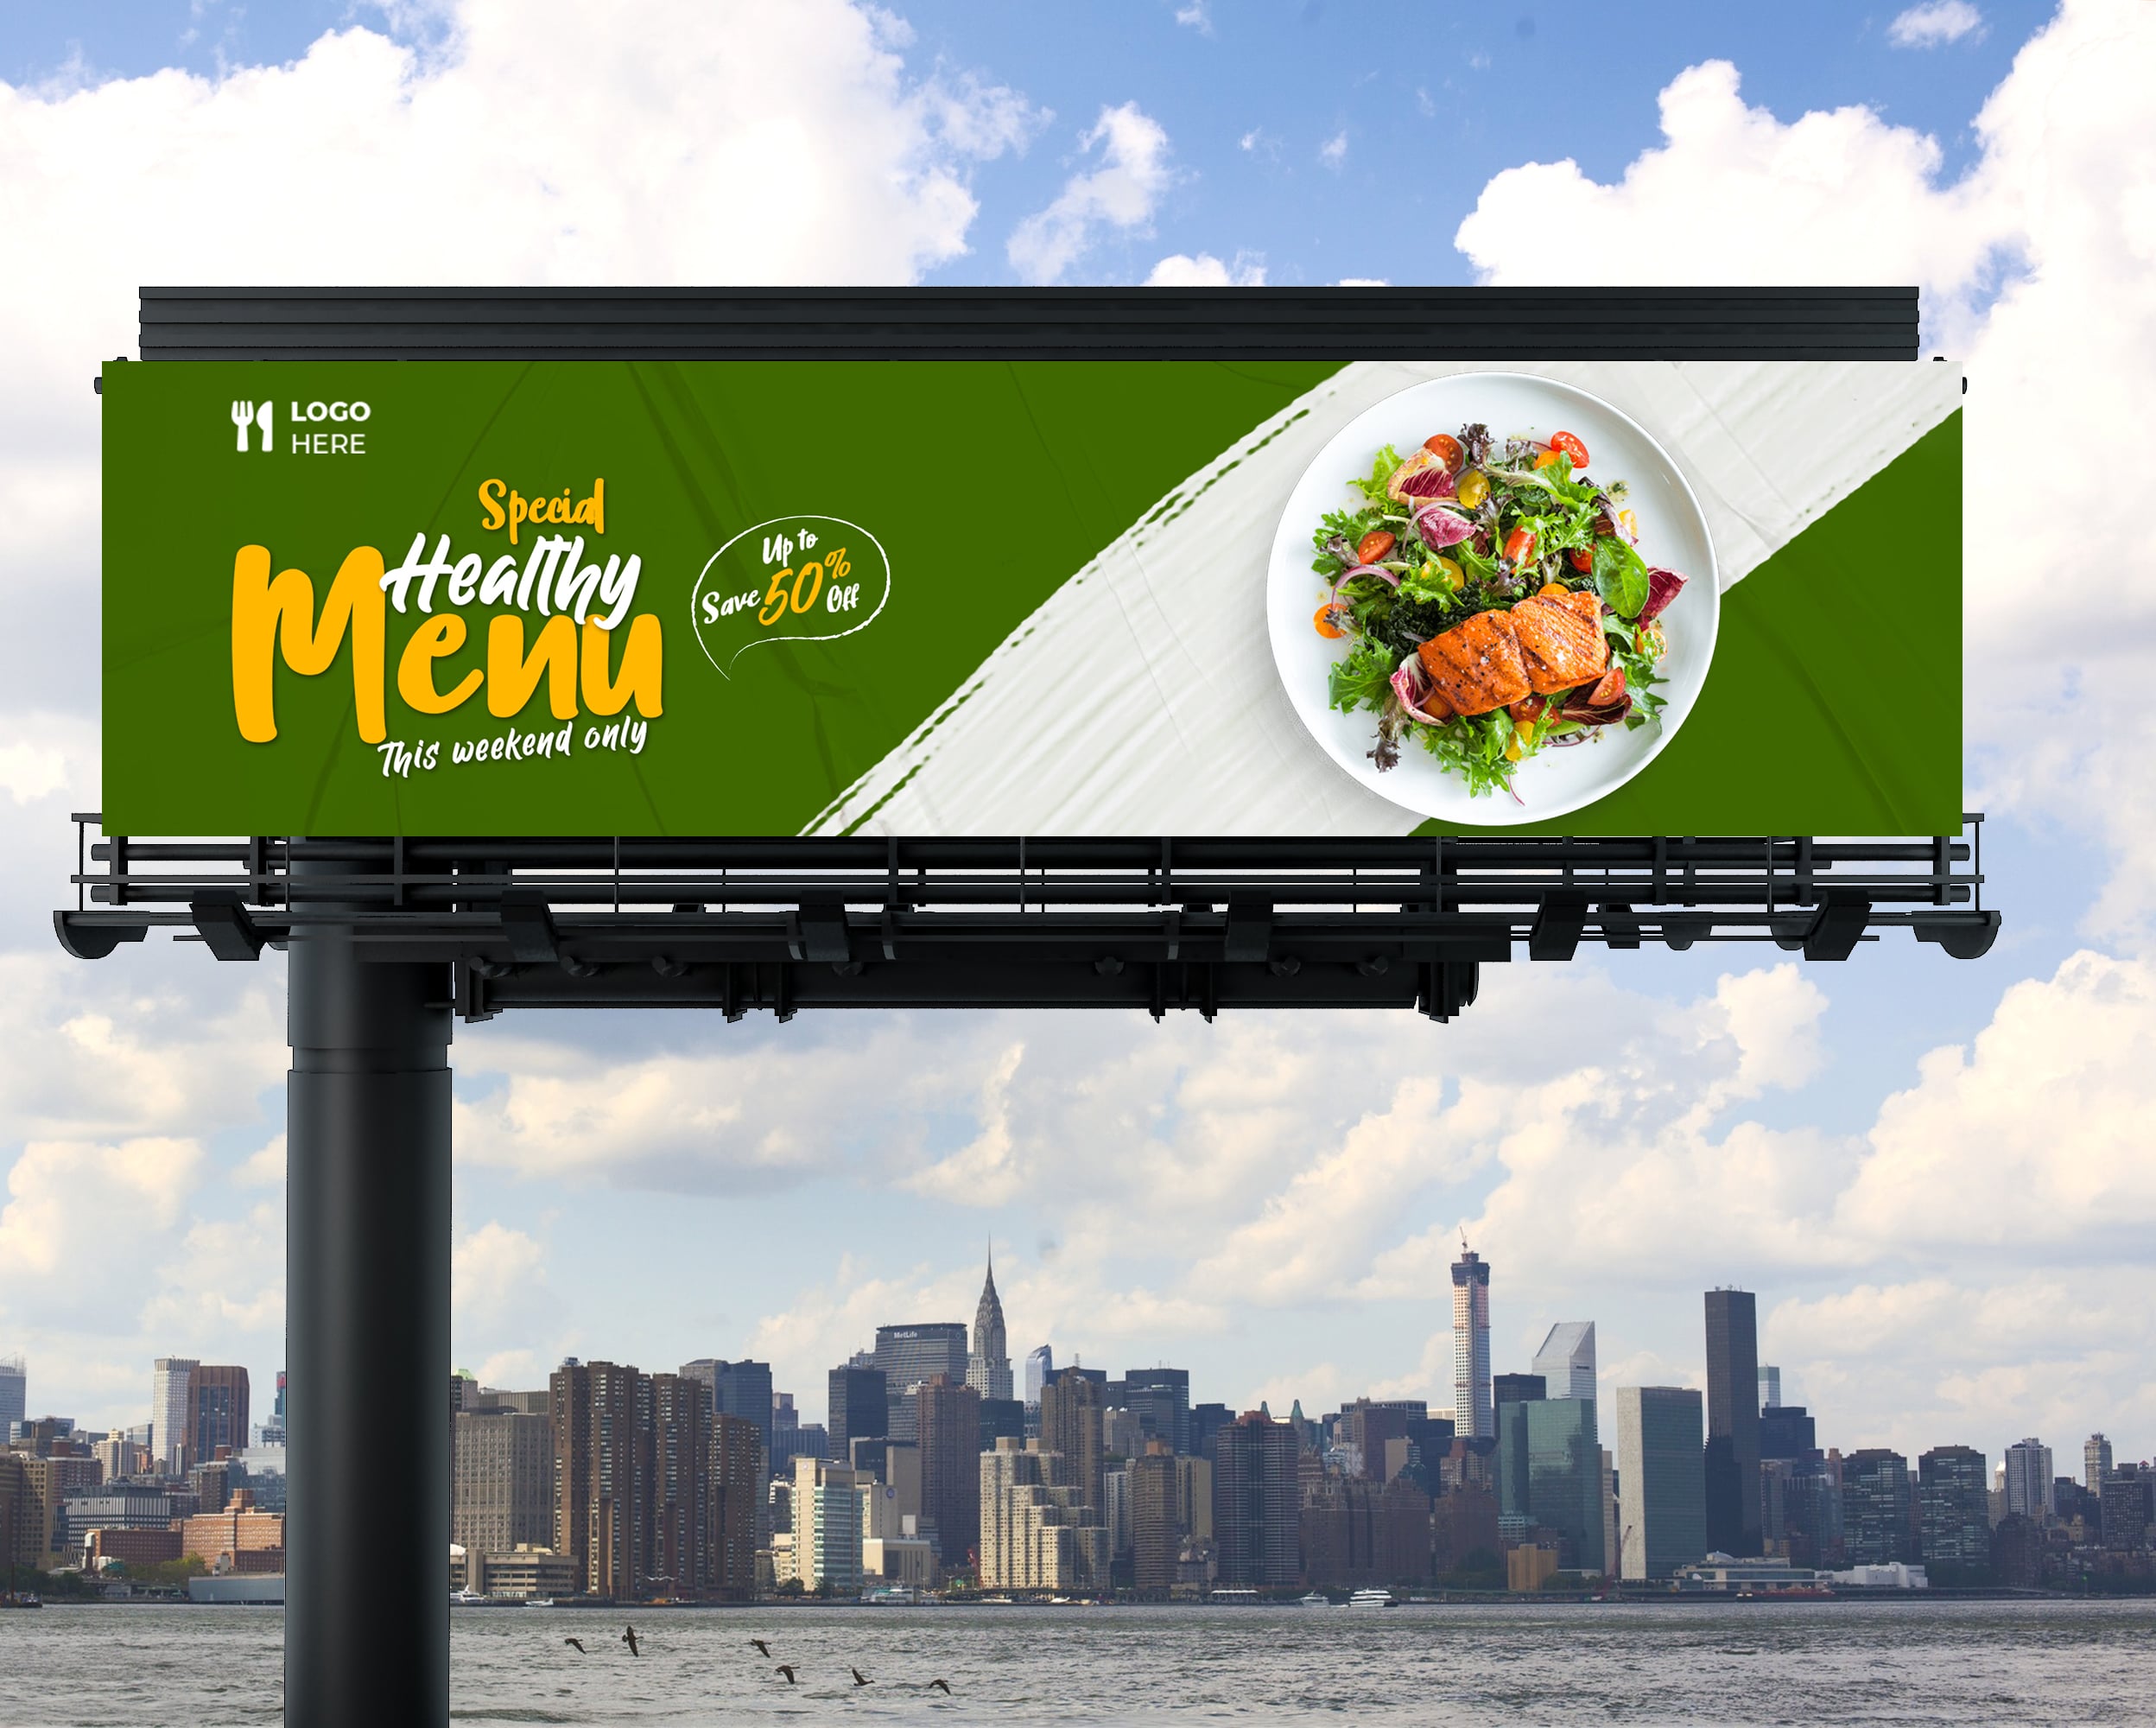 LOGO
HERE
Special
Healthy
Menu
This weekend only
Up to
Save 50% Off
MetLife